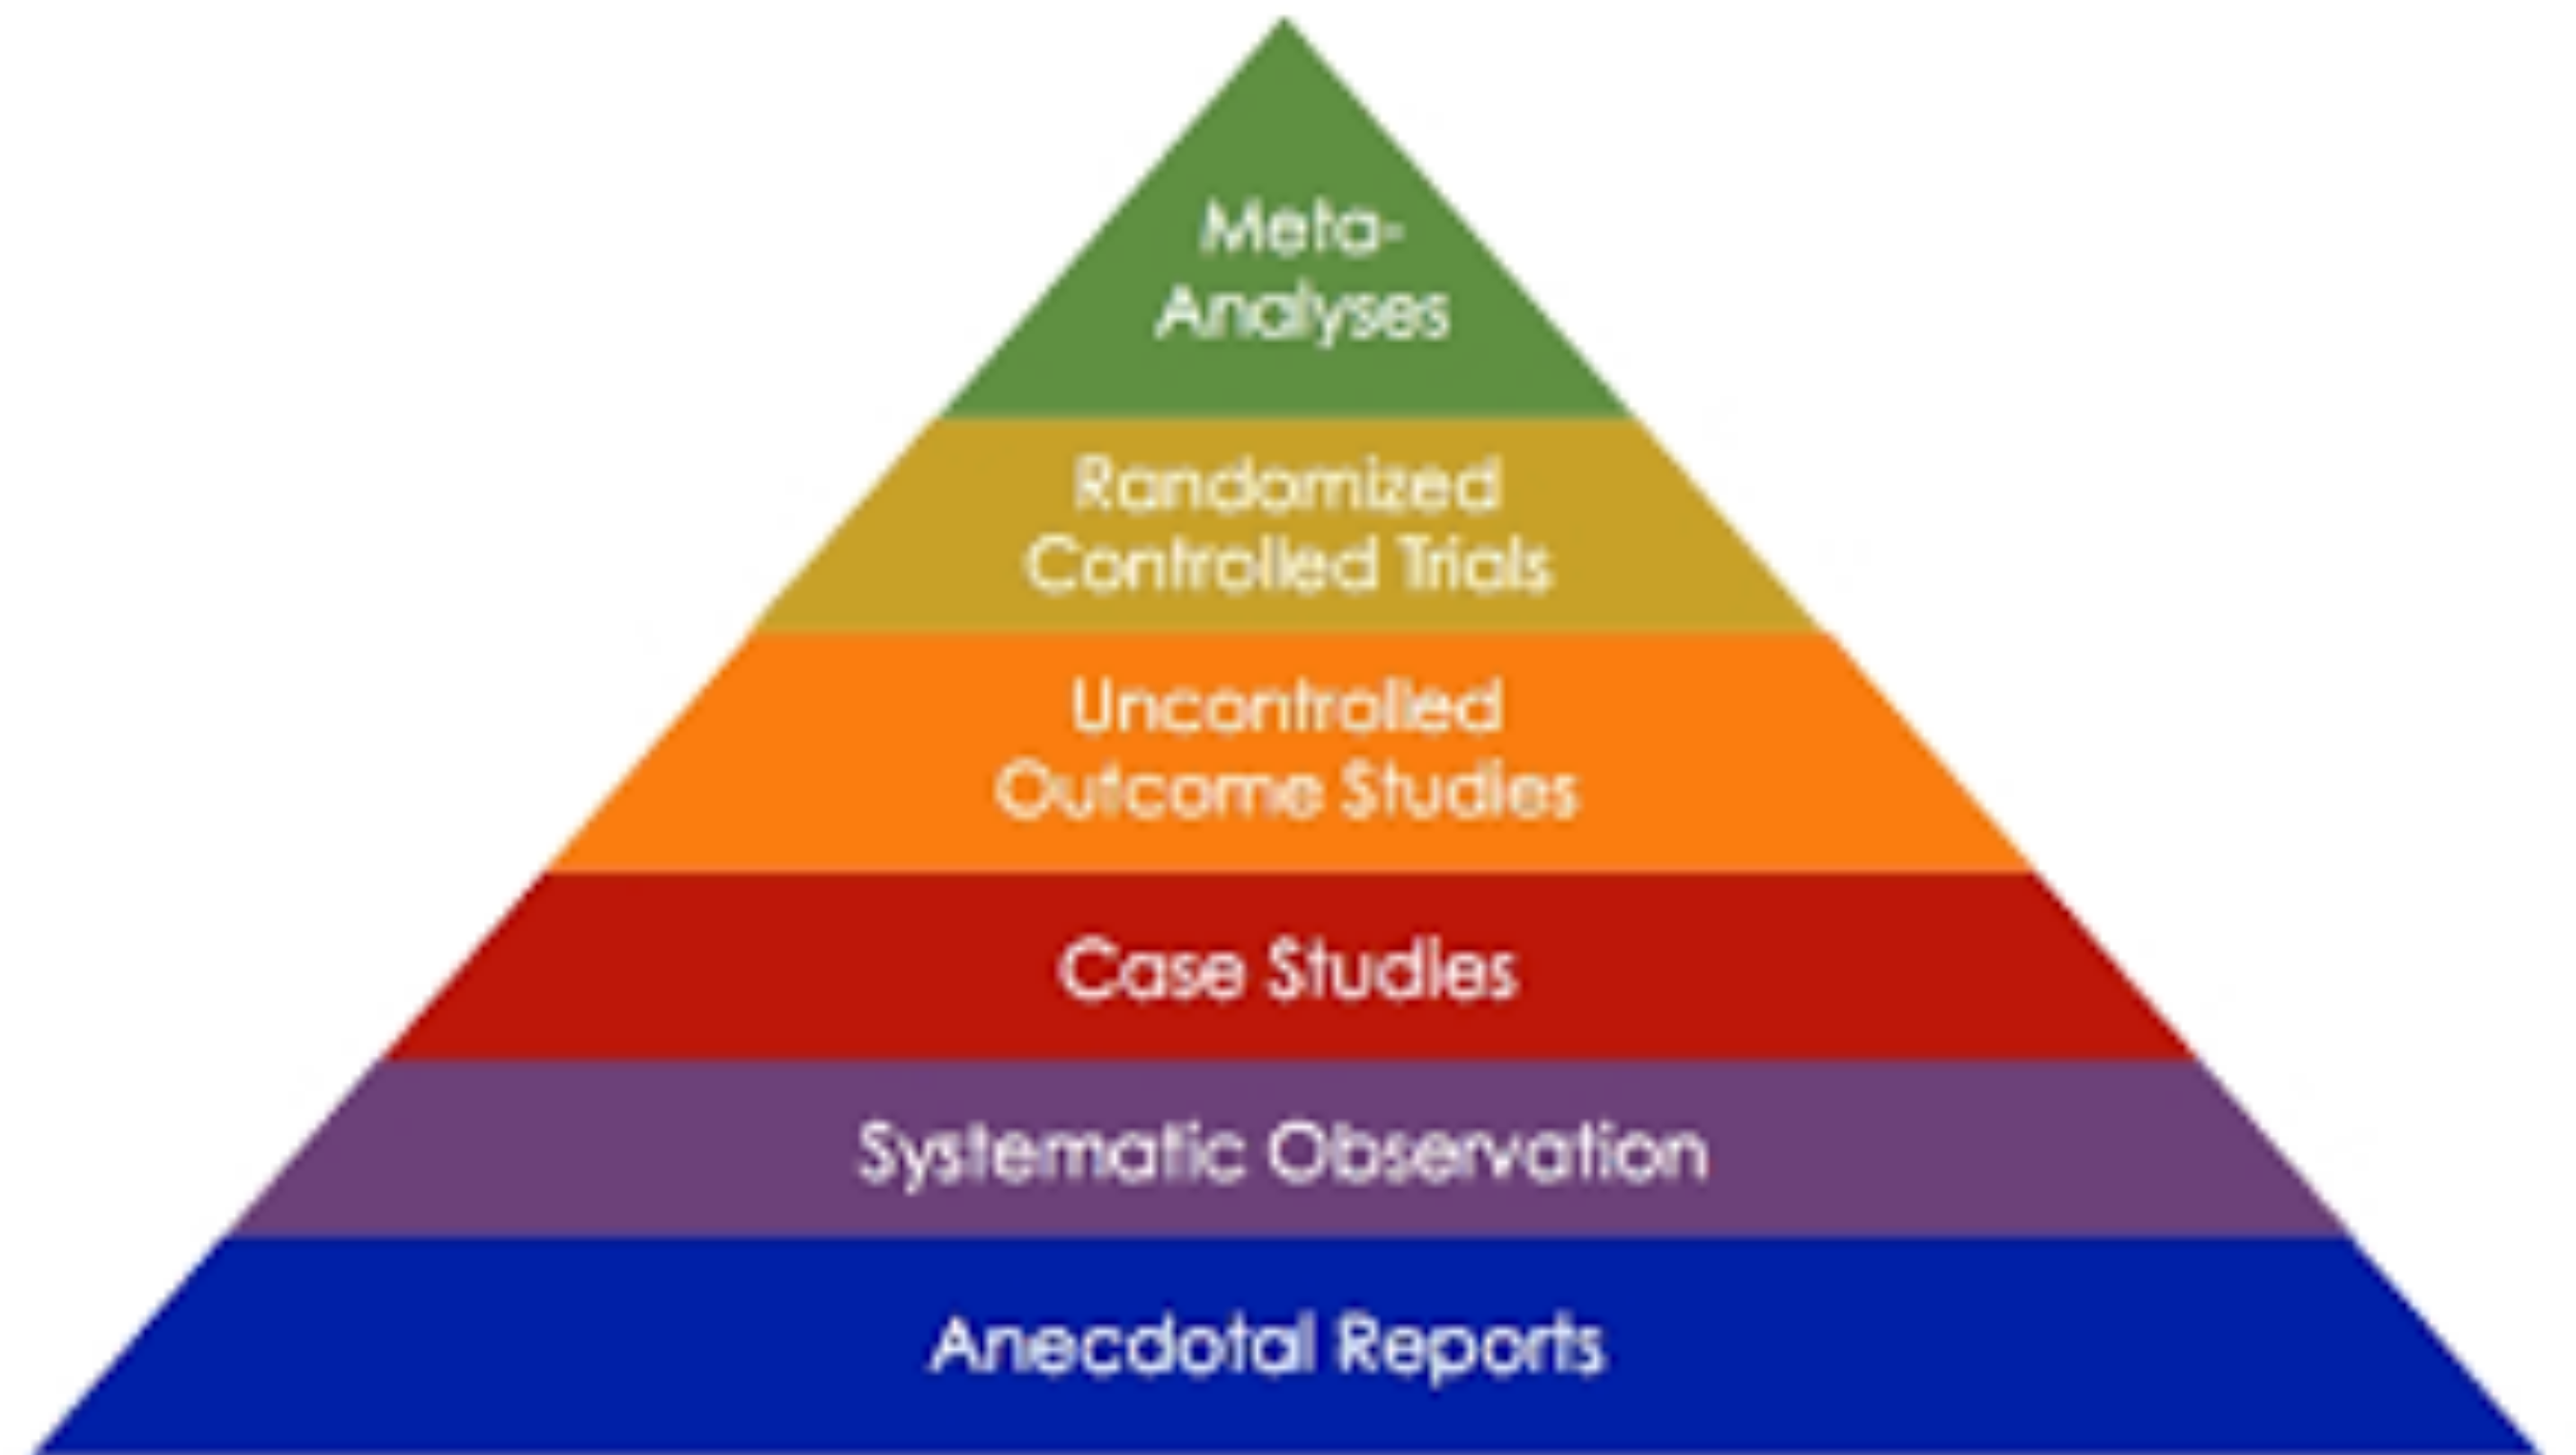 Meta-
Analyses
Randomized
Controlled Trials
Uncontrolled
Outcome Studies
Case Studies
Systematic Observation
Anecdotal Reports